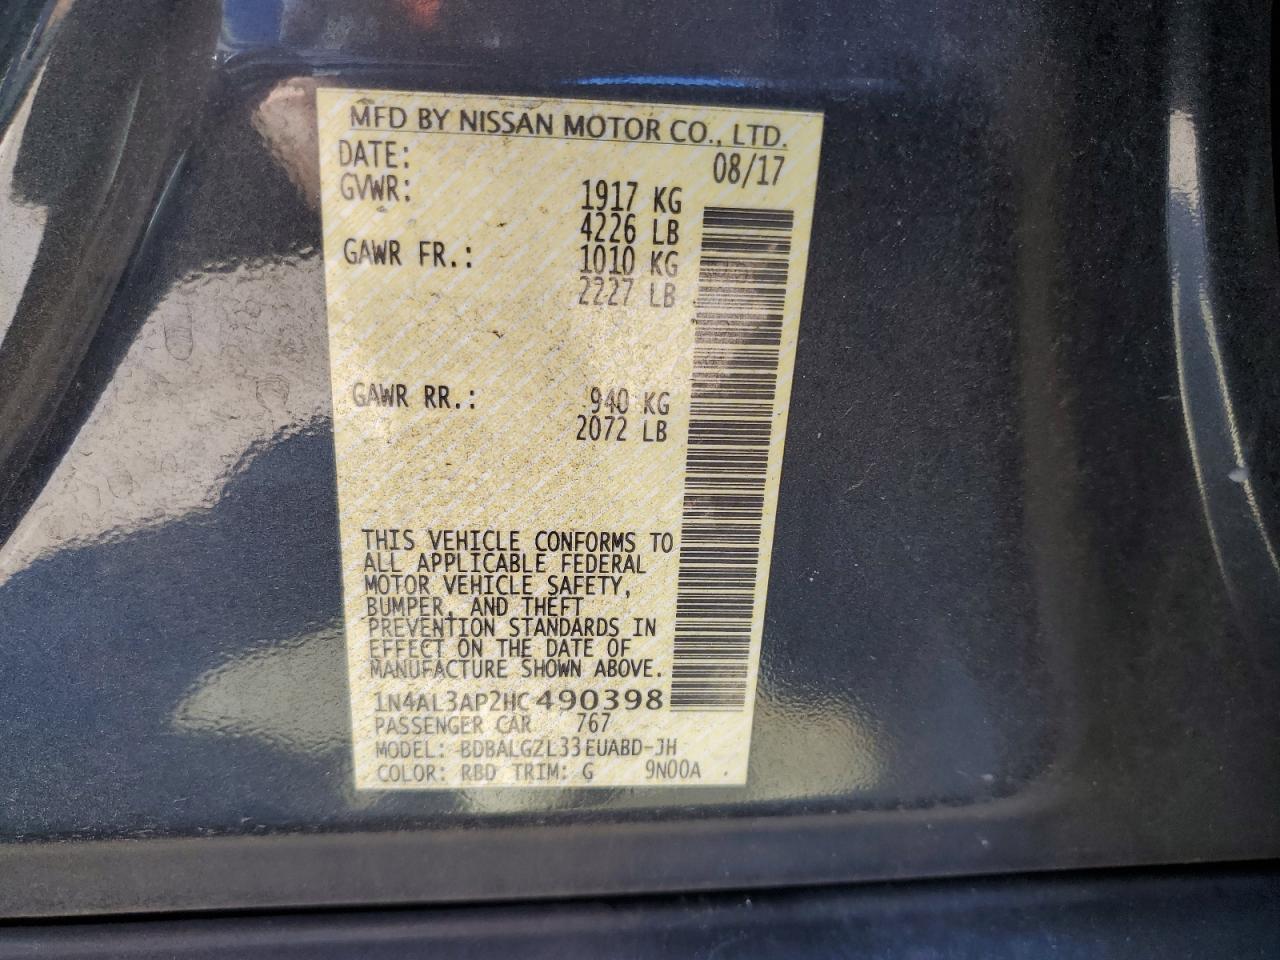 MFD BY NISSAN MOTOR CO., LTD.
DATE: 08/17
GVWR: 1917 KG
4226 LB
GAWR FR.: 1010 KG
2227 LB
GAWR RR.: 940 KG
2072 LB
THIS VEHICLE CONFORMS TO
ALL APPLICABLE FEDERAL
MOTOR VEHICLE SAFETY,
BUMPER, AND THEFT
PREVENTION STANDARDS IN
EFFECT ON THE DATE OF
MANUFACTURE SHOWN ABOVE.
1N4AL3AP2HC490398
PASSENGER CAR 767
MODEL: BDBALGZL33EUABD-JH
COLOR: RBD TRIM: G 9N00A